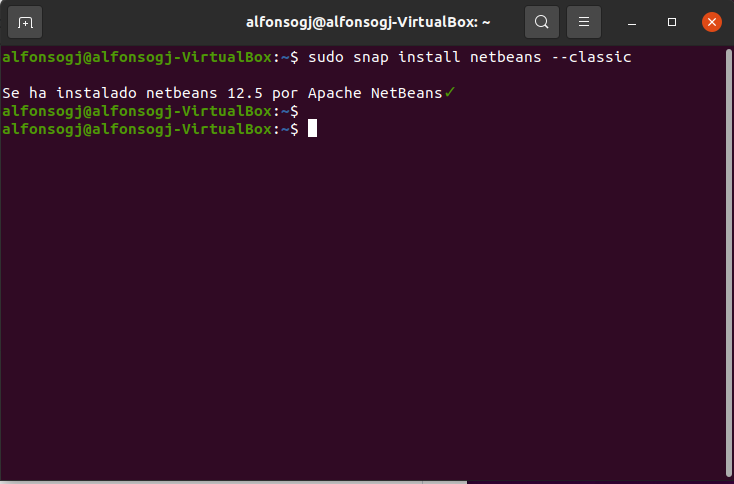 alfonsogj@alfonsogj-VirtualBox: ~
alfonsogj@alfonsogj-VirtualBox:~$ sudo snap install netbeans --classic
Se ha instalado netbeans 12.5 por Apache NetBeans✓
alfonsogj@alfonsogj-VirtualBox:~$
alfonsogj@alfonsogj-VirtualBox:~$